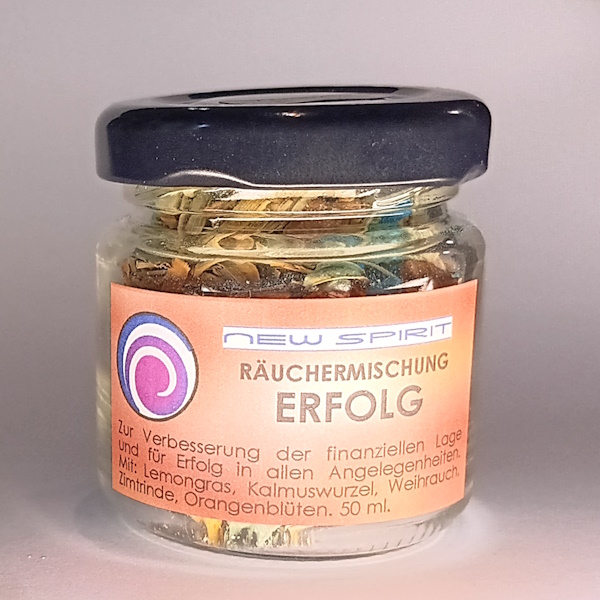 NEW SPIRIT
RÄUCHERMISCHUNG
ERFOLG
Zur Verbesserung der finanziellen Lage
und für Erfolg in allen Angelegenheiten.
Mit: Lemongras, Kalmuswurzel, Weihrauch,
Zimtrinde, Orangenblüten. 50 ml.